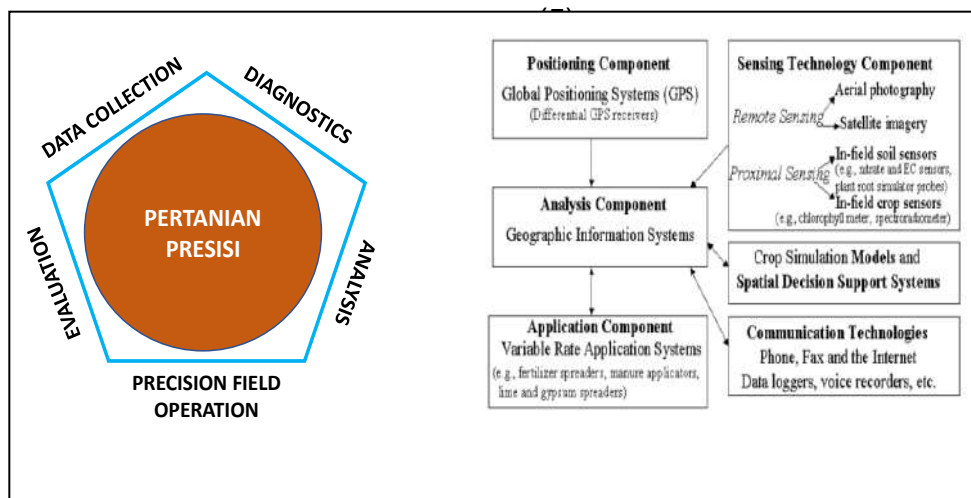 DATA COLLECTION
DIAGNOSTICS
PERTANIAN
PRESISI
EVALUATION
ANALYSIS
PRECISION FIELD
OPERATION
Positioning Component
Global Positioning Systems (GPS)
(Differential GPS receivers)
Analysis Component
Geographic Information Systems
Application Component
Variable Rate Application Systems
(e.g., fertilizer spreaders, manure applicators,
lime and gypsum spreaders)
Sensing Technology Component
Aerial photography
Remote Sensing
Satellite imagery
In-field soil sensors
(e.g., nitrate and EC sensors,
Proximal Sensing
plant root simulator probes)
In-field crop sensors
(e.g., chlorophyll meter, spectroradiometer)
Crop Simulation Models and
Spatial Decision Support Systems
Communication Technologies
Phone, Fax and the Internet
Data loggers, voice recorders, etc.